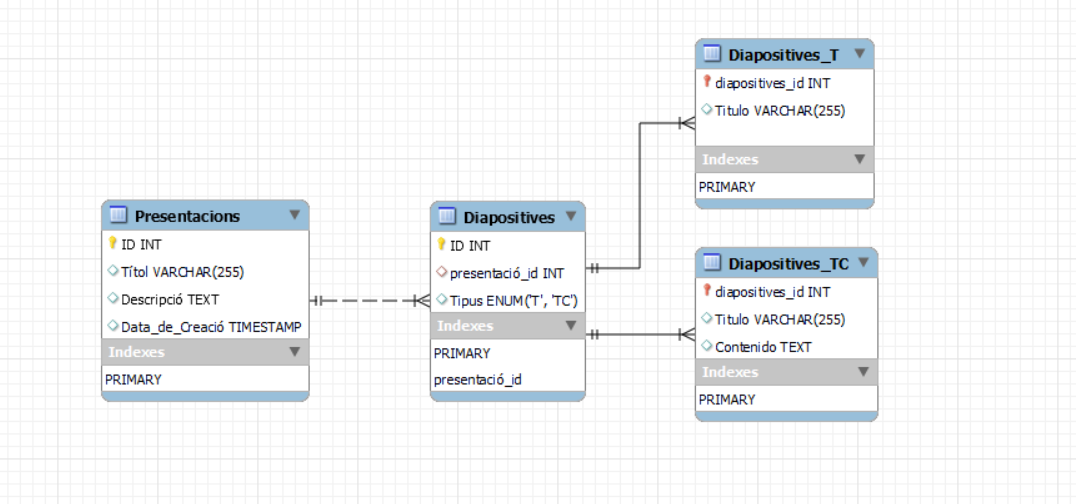 Presentacions
ID INT
Títol VARCHAR(255)
Descripció TEXT
Data_de_Creació TIMESTAMP
Indexes
PRIMARY
Diapositives
ID INT
presentació_id INT
Tipus ENUM('T', 'TC')
Indexes
PRIMARY
presentació_id
Diapositives_T
diapositives_id INT
Titulo VARCHAR(255)
Indexes
PRIMARY
Diapositives_TC
diapositives_id INT
Titulo VARCHAR(255)
Contenido TEXT
Indexes
PRIMARY